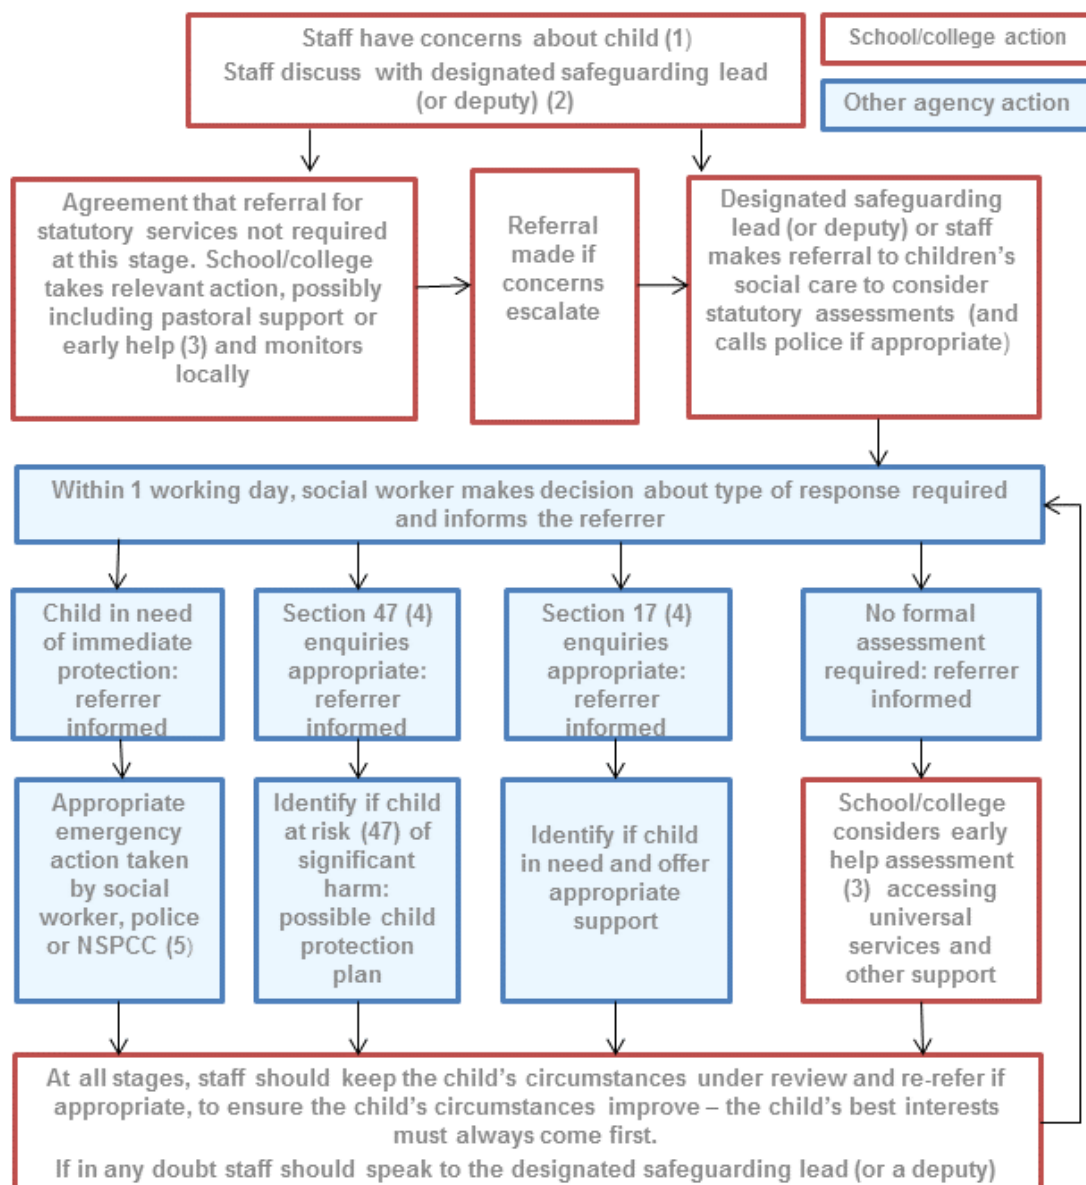 Staff have concerns about child (1)
Staff discuss with designated safeguarding lead
(or deputy) (2)
School/college action
Other agency action
Agreement that referral for
statutory services not required
at this stage. School/college
takes relevant action, possibly
including pastoral support or
early help (3) and monitors
locally
Referral
made if
concerns
escalate
Designated safeguarding
lead (or deputy) or staff
makes referral to children's
social care to consider
statutory assessments (and
calls police if appropriate)
Within 1 working day, social worker makes decision about type of response required
and informs the referrer
Child in need
of immediate
protection:
referrer
informed
Section 47 (4)
enquiries
appropriate:
referrer
informed
Section 17 (4)
enquiries
appropriate:
referrer
informed
No formal
assessment
required: referrer
informed
Appropriate
emergency
action taken
by social
worker, police
or NSPCC (5)
Identify if child
at risk (47) of
significant
harm:
possible child
protection
plan
Identify if child
in need and offer
appropriate
support
School/college
considers early
help assessment
(3) accessing
universal
services and
other support
At all stages, staff should keep the child's circumstances under review and re-refer if
appropriate, to ensure the child's circumstances improve – the child's best interests
must always come first.
If in any doubt staff should speak to the designated safeguarding lead (or a deputy)